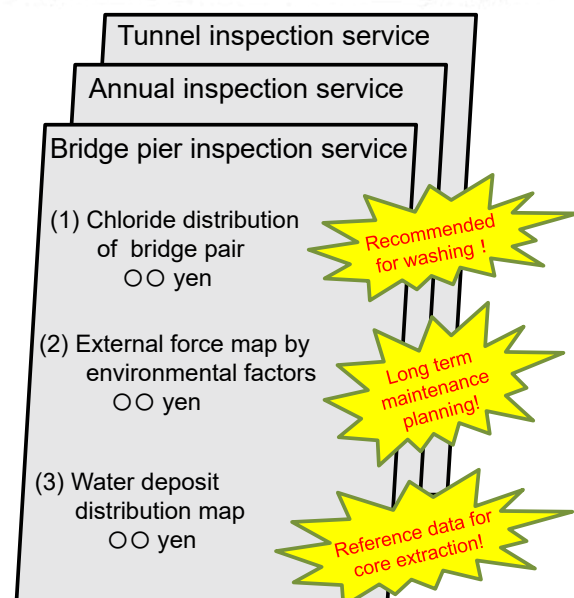 Tunnel inspection service
Annual inspection service
Bridge pier inspection service
(1) Chloride distribution
of bridge pair
○○ yen
Recommended
for washing !
(2) External force map by
environmental factors
○○ yen
Long term
maintenance
planning!
(3) Water deposit
distribution map
○○ yen
Reference data for
core extraction!